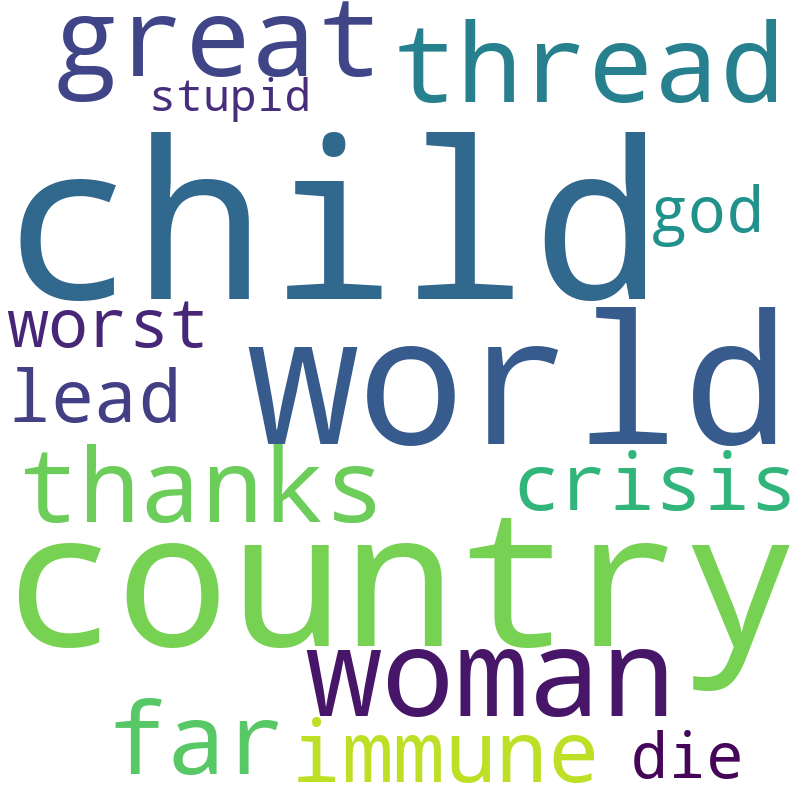 great
thread
stupid
child
god
worst
world
lead
thanks
crisis
country
woman
far
immune
die